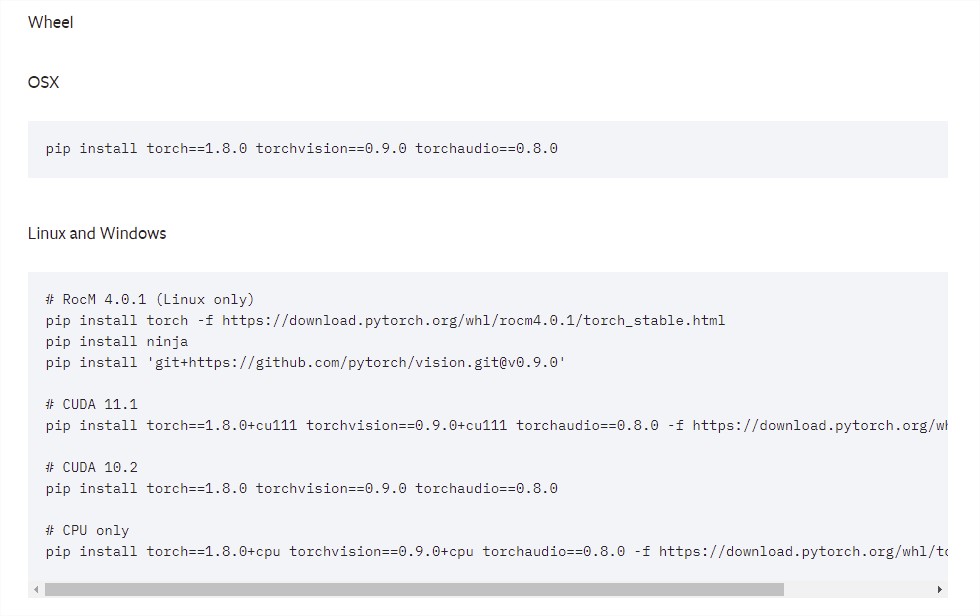 Wheel
OSX
pip install torch==1.8.0 torchvision==0.9.0 torchaudio==0.8.0
Linux and Windows
# RocM 4.0.1 (Linux only)
pip install torch -f https://download.pytorch.org/whl/rocm4.0.1/torch_stable.html
pip install ninja
pip install 'git+https://github.com/pytorch/vision.git@v0.9.0'
# CUDA 11.1
pip install torch==1.8.0+cu111 torchvision==0.9.0+cu111 torchaudio==0.8.0 -f https://download.pytorch.org/wh
# CUDA 10.2
pip install torch==1.8.0 torchvision==0.9.0 torchaudio==0.8.0
# CPU only
pip install torch==1.8.0+cpu torchvision==0.9.0+cpu torchaudio==0.8.0 -f https://download.pytorch.org/whl/to